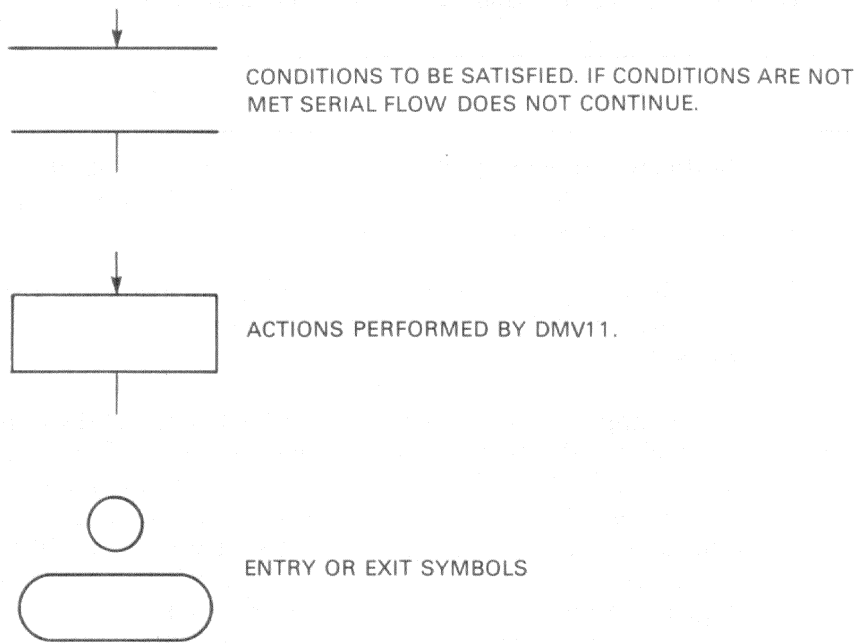 CONDITIONS TO BE SATISFIED. IF CONDITIONS ARE NOT
MET SERIAL FLOW DOES NOT CONTINUE.
ACTIONS PERFORMED BY DMV11.
ENTRY OR EXIT SYMBOLS